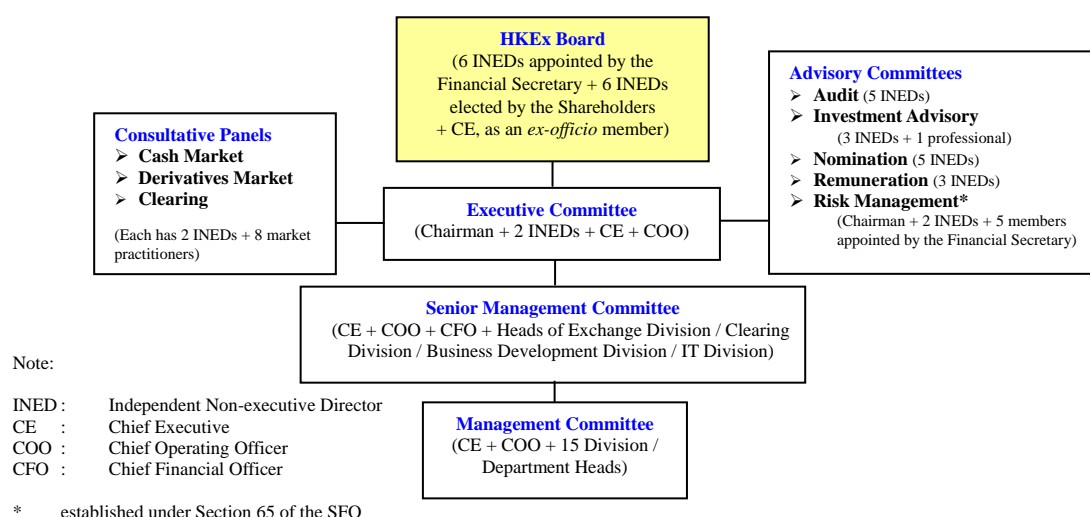 HKEx Board
(6 INEDs appointed by the
Financial Secretary + 6 INEDs
elected by the Shareholders
+ CE, as an ex-officio member)
Consultative Panels
➢ Cash Market
➢ Derivatives Market
➢ Clearing
(Each has 2 INEDs + 8 market
practitioners)
Advisory Committees
➢ Audit (5 INEDs)
➢ Investment Advisory
(3 INEDs + 1 professional)
➢ Nomination (5 INEDs)
➢ Remuneration (3 INEDs)
➢ Risk Management*
(Chairman + 2 INEDs + 5 members
appointed by the Financial Secretary)
Executive Committee
(Chairman + 2 INEDs + CE + COO)
Senior Management Committee
(CE + COO + CFO + Heads of Exchange Division / Clearing
Division / Business Development Division / IT Division)
Management Committee
(CE + COO + 15 Division /
Department Heads)
Note:
INED : Independent Non-executive Director
CE : Chief Executive
COO : Chief Operating Officer
CFO : Chief Financial Officer
* established under Section 65 of the SFO